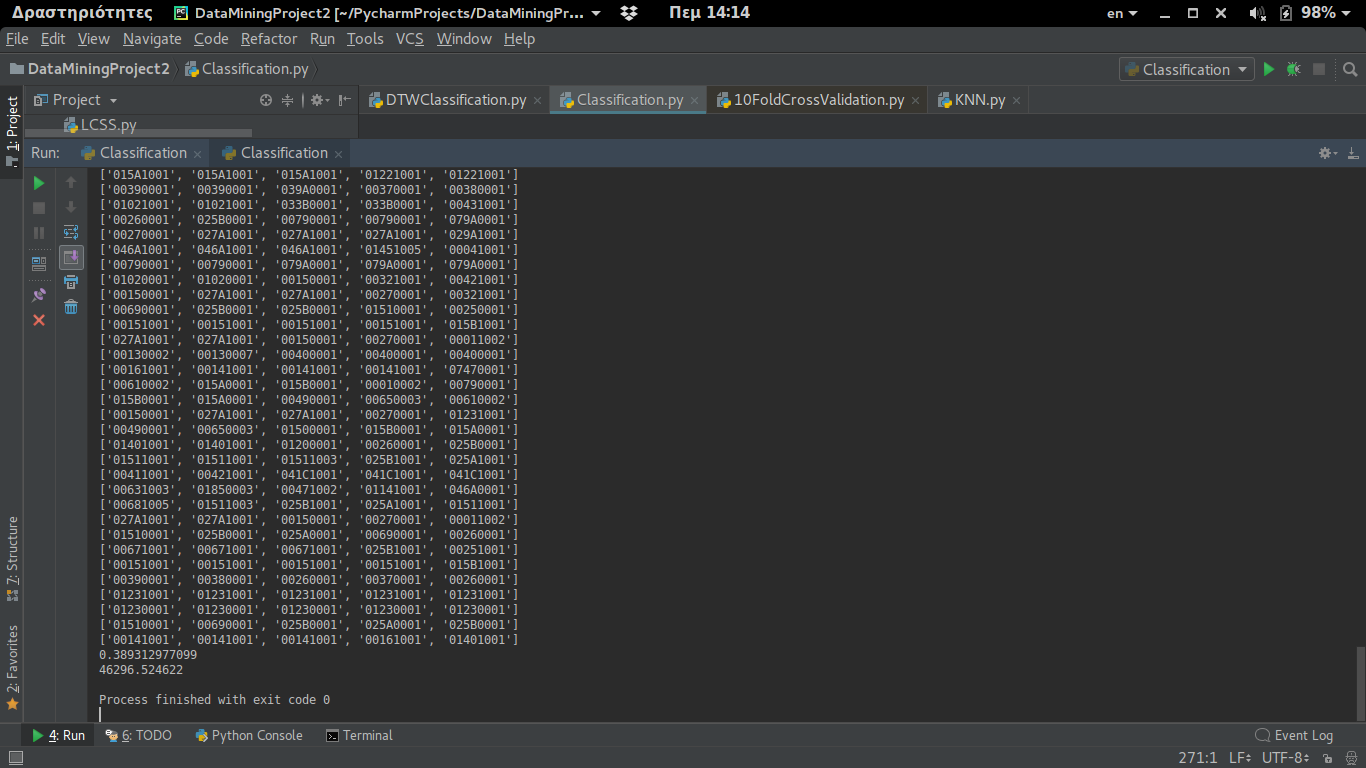 Δραστηριότητες DataMiningProject2 [~/PycharmProjects/DataMiningPr... Πεμ 14:14 en 98%
File Edit View Navigate Code Refactor Run Tools VCS Window Help
DataMiningProject2 Classification.py Classification
Project DTWClassification.py Classification.py 10FoldCrossValidation.py KNN.py
LCSS.py
1: Project
Run: Classification Classification
['015A1001', '015A1001', '015A1001', '01221001', '01221001']
['00390001', '00390001', '039A0001', '00370001', '00380001']
['01021001', '01021001', '033B0001', '033B0001', '00431001']
['00260001', '025B0001', '00790001', '00790001', '079A0001']
['00270001', '027A1001', '027A1001', '027A1001', '029A1001']
['046A1001', '046A1001', '046A1001', '01451005', '00041001']
['00790001', '00790001', '079A0001', '079A0001', '079A0001']
['01020001', '01020001', '00150001', '00321001', '00421001']
['00150001', '027A1001', '027A1001', '00270001', '00321001']
['00690001', '025B0001', '025B0001', '01510001', '00250001']
['00151001', '00151001', '00151001', '00151001', '015B1001']
['027A1001', '027A1001', '00150001', '00270001', '00011002']
['00130002', '00130007', '00400001', '00400001', '00400001']
['00161001', '00141001', '00141001', '00141001', '07470001']
['00610002', '015A0001', '015B0001', '00010002', '00790001']
['015B0001', '015A0001', '00490001', '00650003', '00610002']
['00150001', '027A1001', '027A1001', '00270001', '01231001']
['00490001', '00650003', '01500001', '015B0001', '015A0001']
['01401001', '01401001', '01200001', '00260001', '025B0001']
['01511001', '01511001', '01511003', '025B1001', '025A1001']
['00411001', '00421001', '041C1001', '041C1001', '041C1001']
['00631003', '01850003', '00471002', '01141001', '046A0001']
['00681005', '01511003', '025B1001', '025A1001', '01511001']
['027A1001', '027A1001', '00150001', '00270001', '00011002']
['01510001', '025B0001', '025A0001', '00690001', '00260001']
['00671001', '00671001', '00671001', '025B1001', '00251001']
['00151001', '00151001', '00151001', '00151001', '015B1001']
['00390001', '00380001', '00260001', '00370001', '00260001']
['01231001', '01231001', '01231001', '01231001', '01231001']
['01230001', '01230001', '01230001', '01230001', '01230001']
['01510001', '00690001', '025B0001', '025A0001', '025B0001']
['00141001', '00141001', '00141001', '00161001', '01401001']
0.389312977099
46296.524622
Process finished with exit code 0
7: Structure
2: Favorites
4: Run 6: TODO Python Console Terminal Event Log
271:1 LF UTF-8